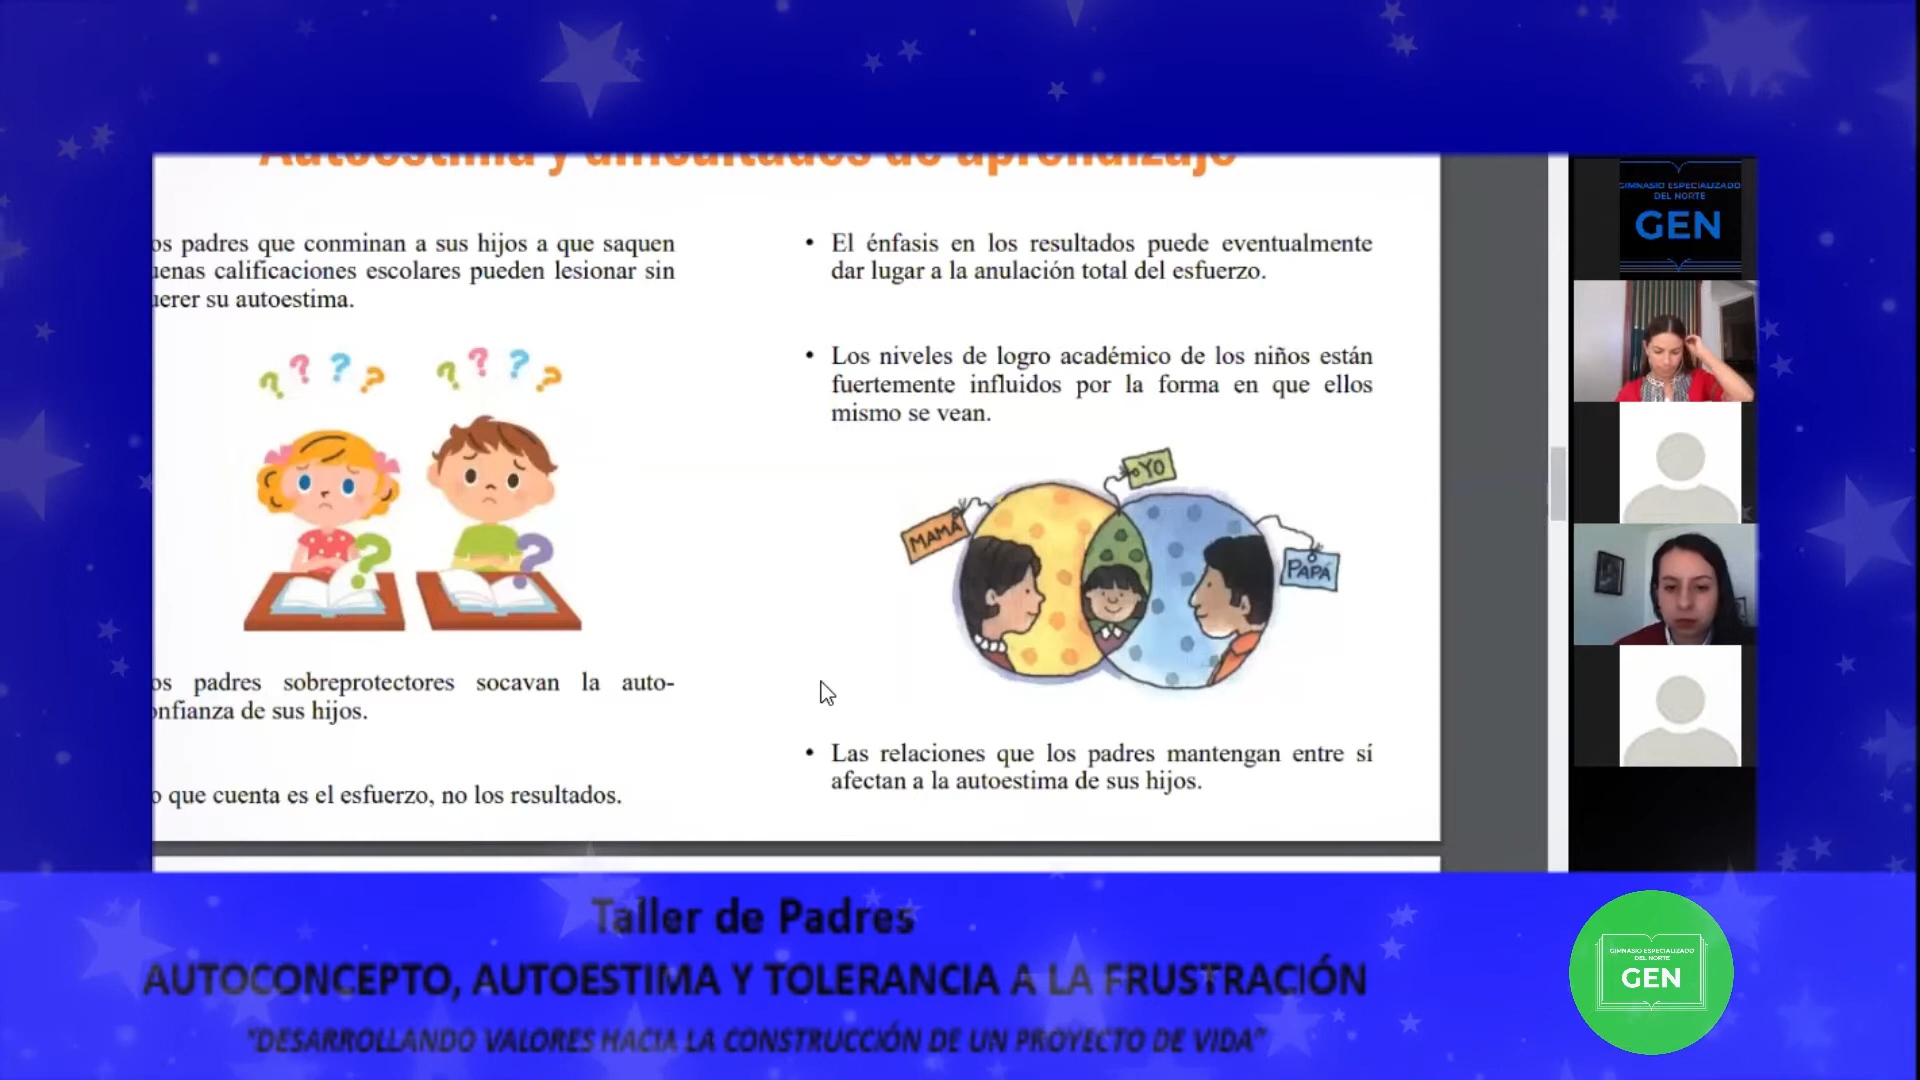 Autoestima y dificultades de aprendizaje
os padres que conminan a sus hijos a que saquen
uenas calificaciones escolares pueden lesionar sin
uerer su autoestima.
os padres sobreprotectores socavan la auto-
onfianza de sus hijos.
o que cuenta es el esfuerzo, no los resultados.
• El énfasis en los resultados puede eventualmente
dar lugar a la anulación total del esfuerzo.
• Los niveles de logro académico de los niños están
fuertemente influidos por la forma en que ellos
mismo se vean.
YO
MAMÁ
PAPÁ
• Las relaciones que los padres mantengan entre sí
afectan a la autoestima de sus hijos.
GIMNASIO ESPECIALIZADO
DEL NORTE
GEN
Taller de Padres
AUTOCONCEPTO, AUTOESTIMA Y TOLERANCIA A LA FRUSTRACIÓN
"DESARROLLANDO VALORES HACIA LA CONSTRUCCIÓN DE UN PROYECTO DE VIDA"
GIMNASIO ESPECIALIZADO
DEL NORTE
GEN